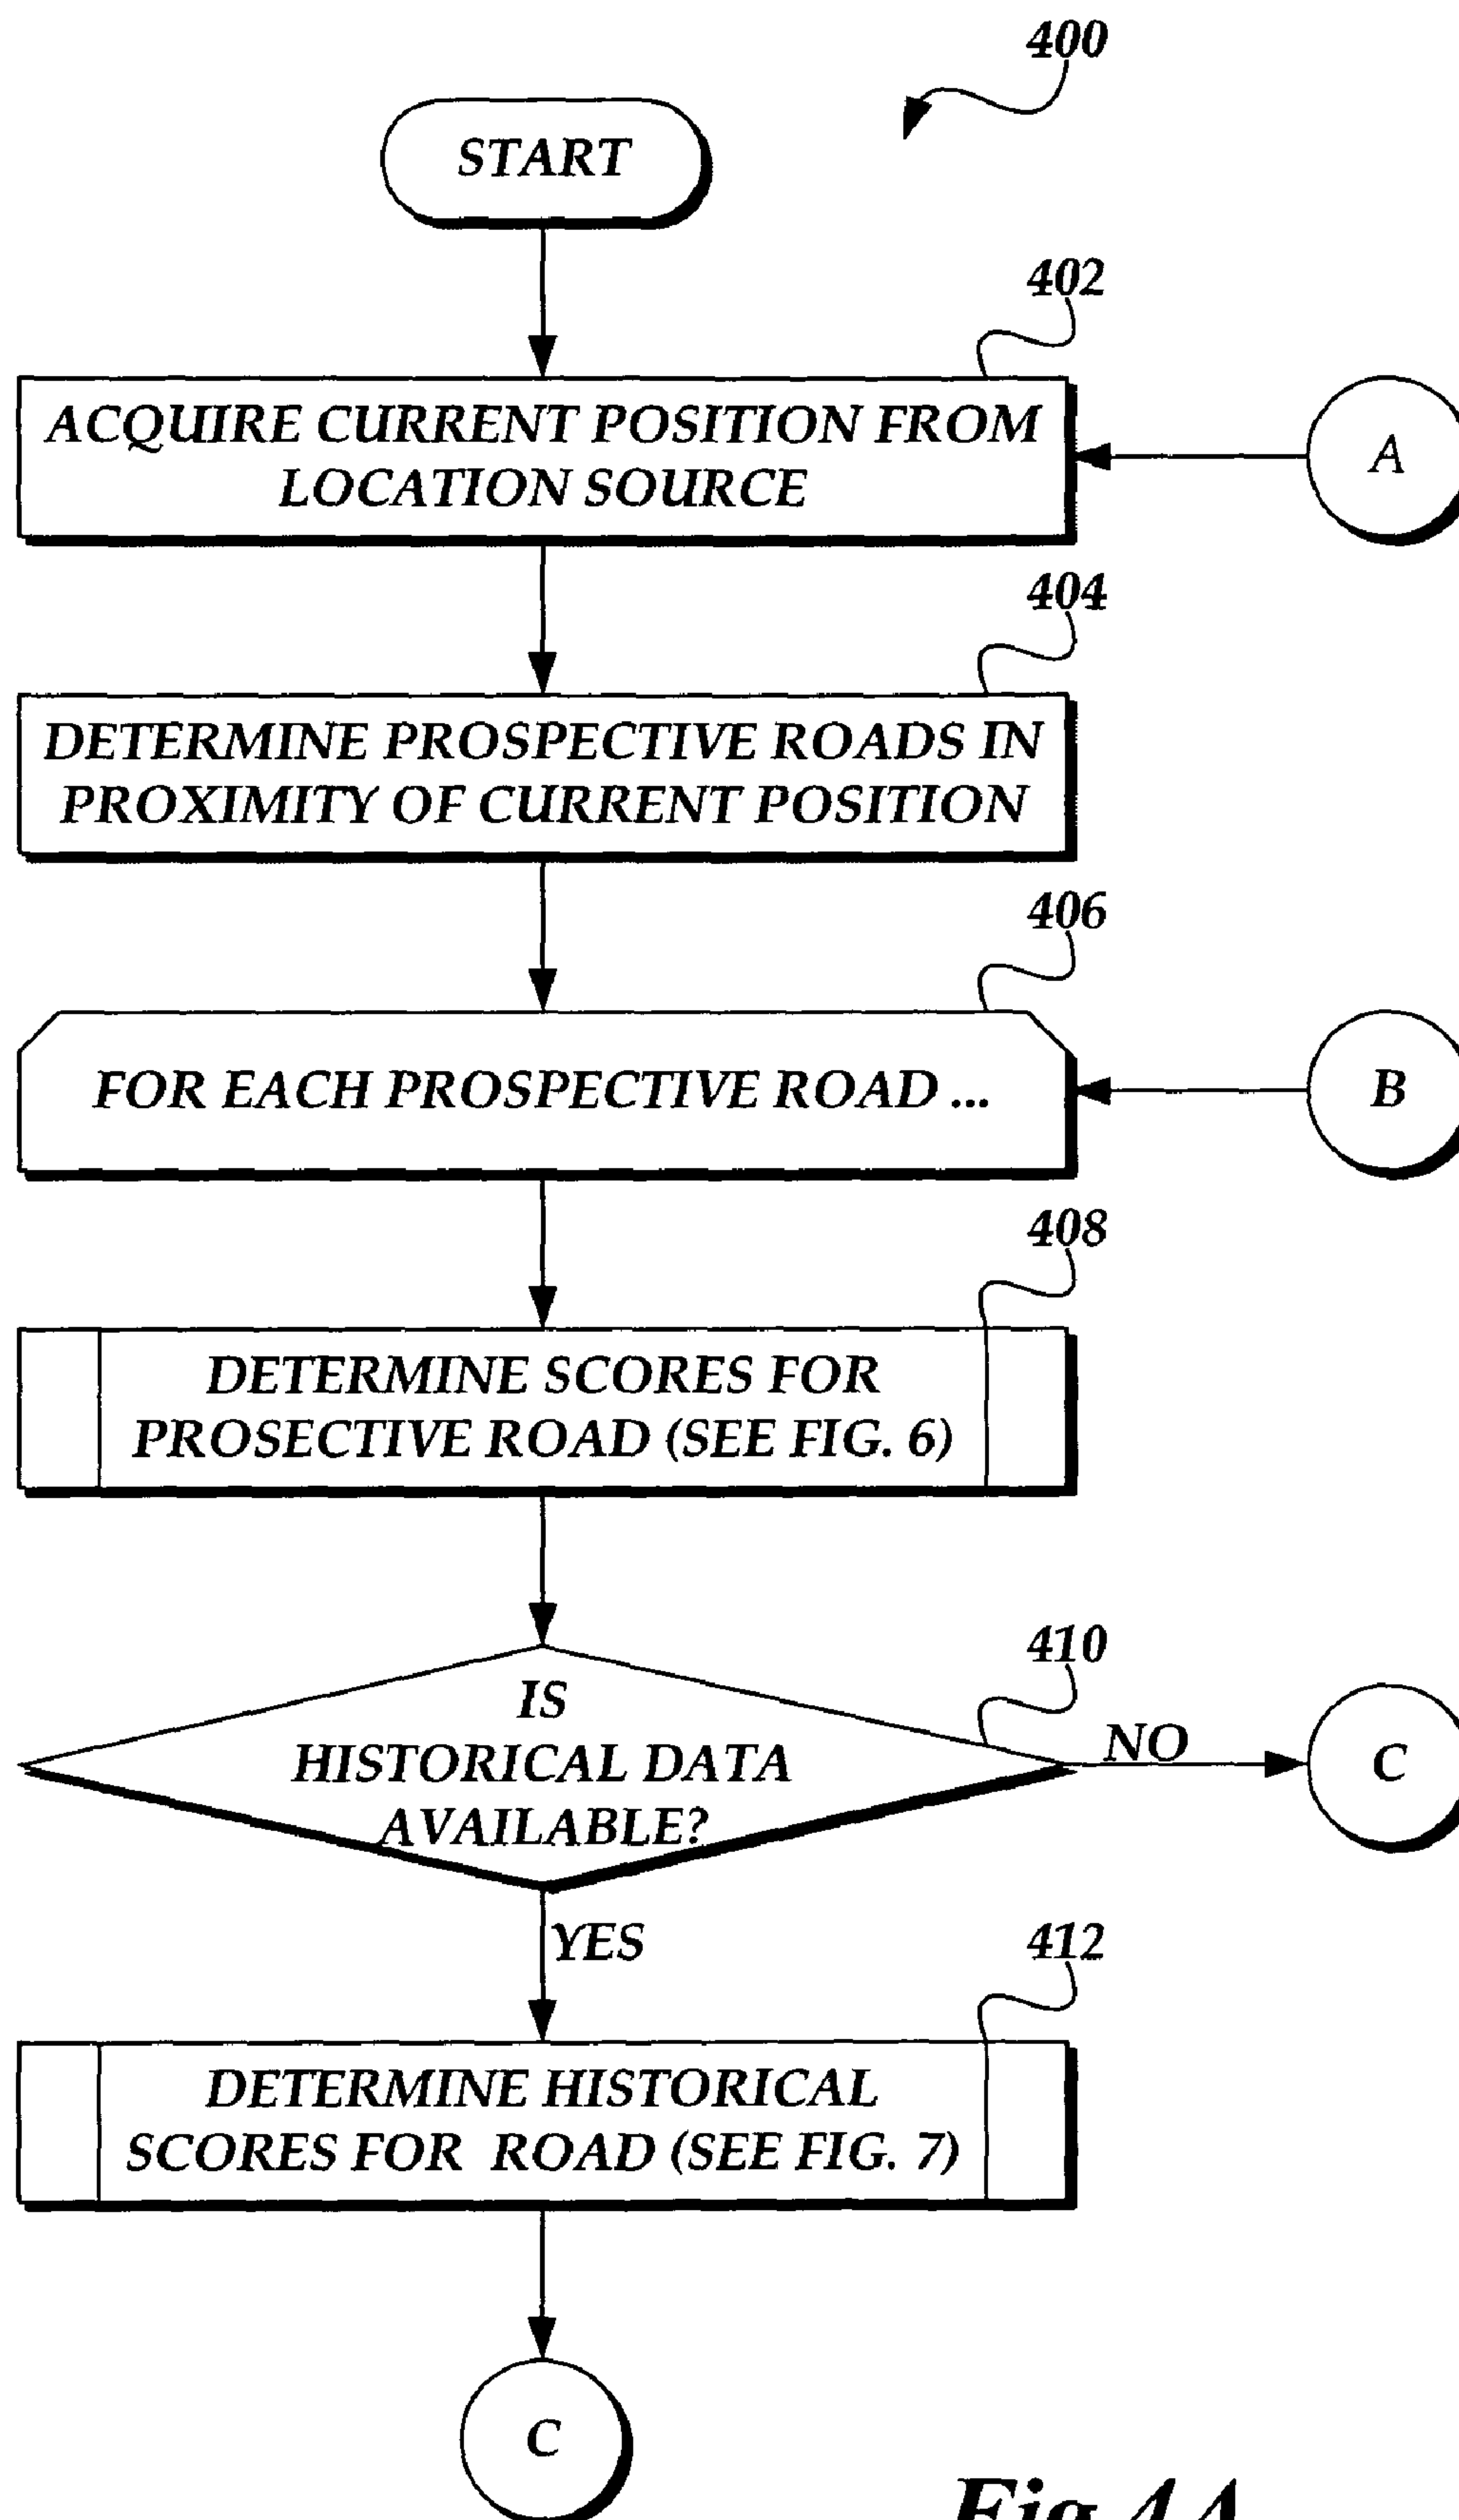 400
START
402
ACQUIRE CURRENT POSITION FROM
LOCATION SOURCE
A
404
DETERMINE PROSPECTIVE ROADS IN
PROXIMITY OF CURRENT POSITION
406
FOR EACH PROSPECTIVE ROAD ...
B
408
DETERMINE SCORES FOR
PROSECTIVE ROAD (SEE FIG. 6)
410
IS
HISTORICAL DATA
AVAILABLE?
NO
C
YES
412
DETERMINE HISTORICAL
SCORES FOR ROAD (SEE FIG. 7)
C
Fig.4A.